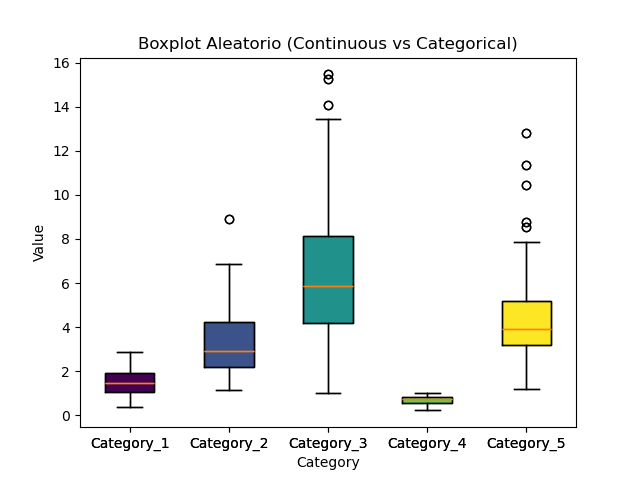 Boxplot Aleatorio (Continuous vs Categorical)
16
14
12
10
8
6
4
2
0
Value
Category_1 Category_2 Category_3 Category_4 Category_5
Category